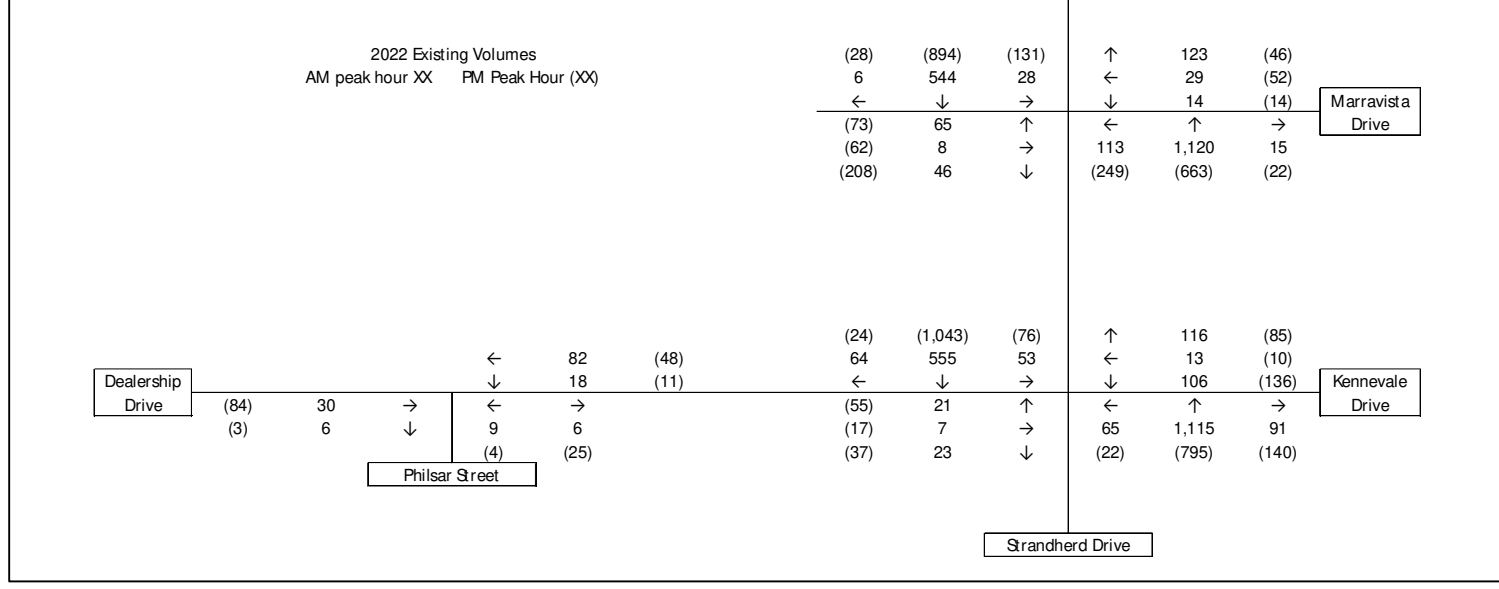 2022 Existing Volumes (28) (894) (131) ↑ 123 (46)
AM peak hour XX PM Peak Hour (XX) 6 544 28 ← 29 (52)
← ↓ → ↓ 14 (14) Marravista
(73) 65 ↑ ← ↑ → Drive
(62) 8 → 113 1,120 15
(208) 46 ↓ (249) (663) (22)
(24) (1,043) (76) ↑ 116 (85)
← 82 (48) 64 555 53 ← 13 (10)
Dealership ↓ 18 (11) ← ↓ → ↓ 106 (136) Kennevale
Drive (84) 30 → ← → (55) 21 ↑ ← ↑ → Drive
(3) 6 ↓ 9 6 (17) 7 → 65 1,115 91
(4) (25) (37) 23 ↓ (22) (795) (140)
Philsar Street
Strandherd Drive